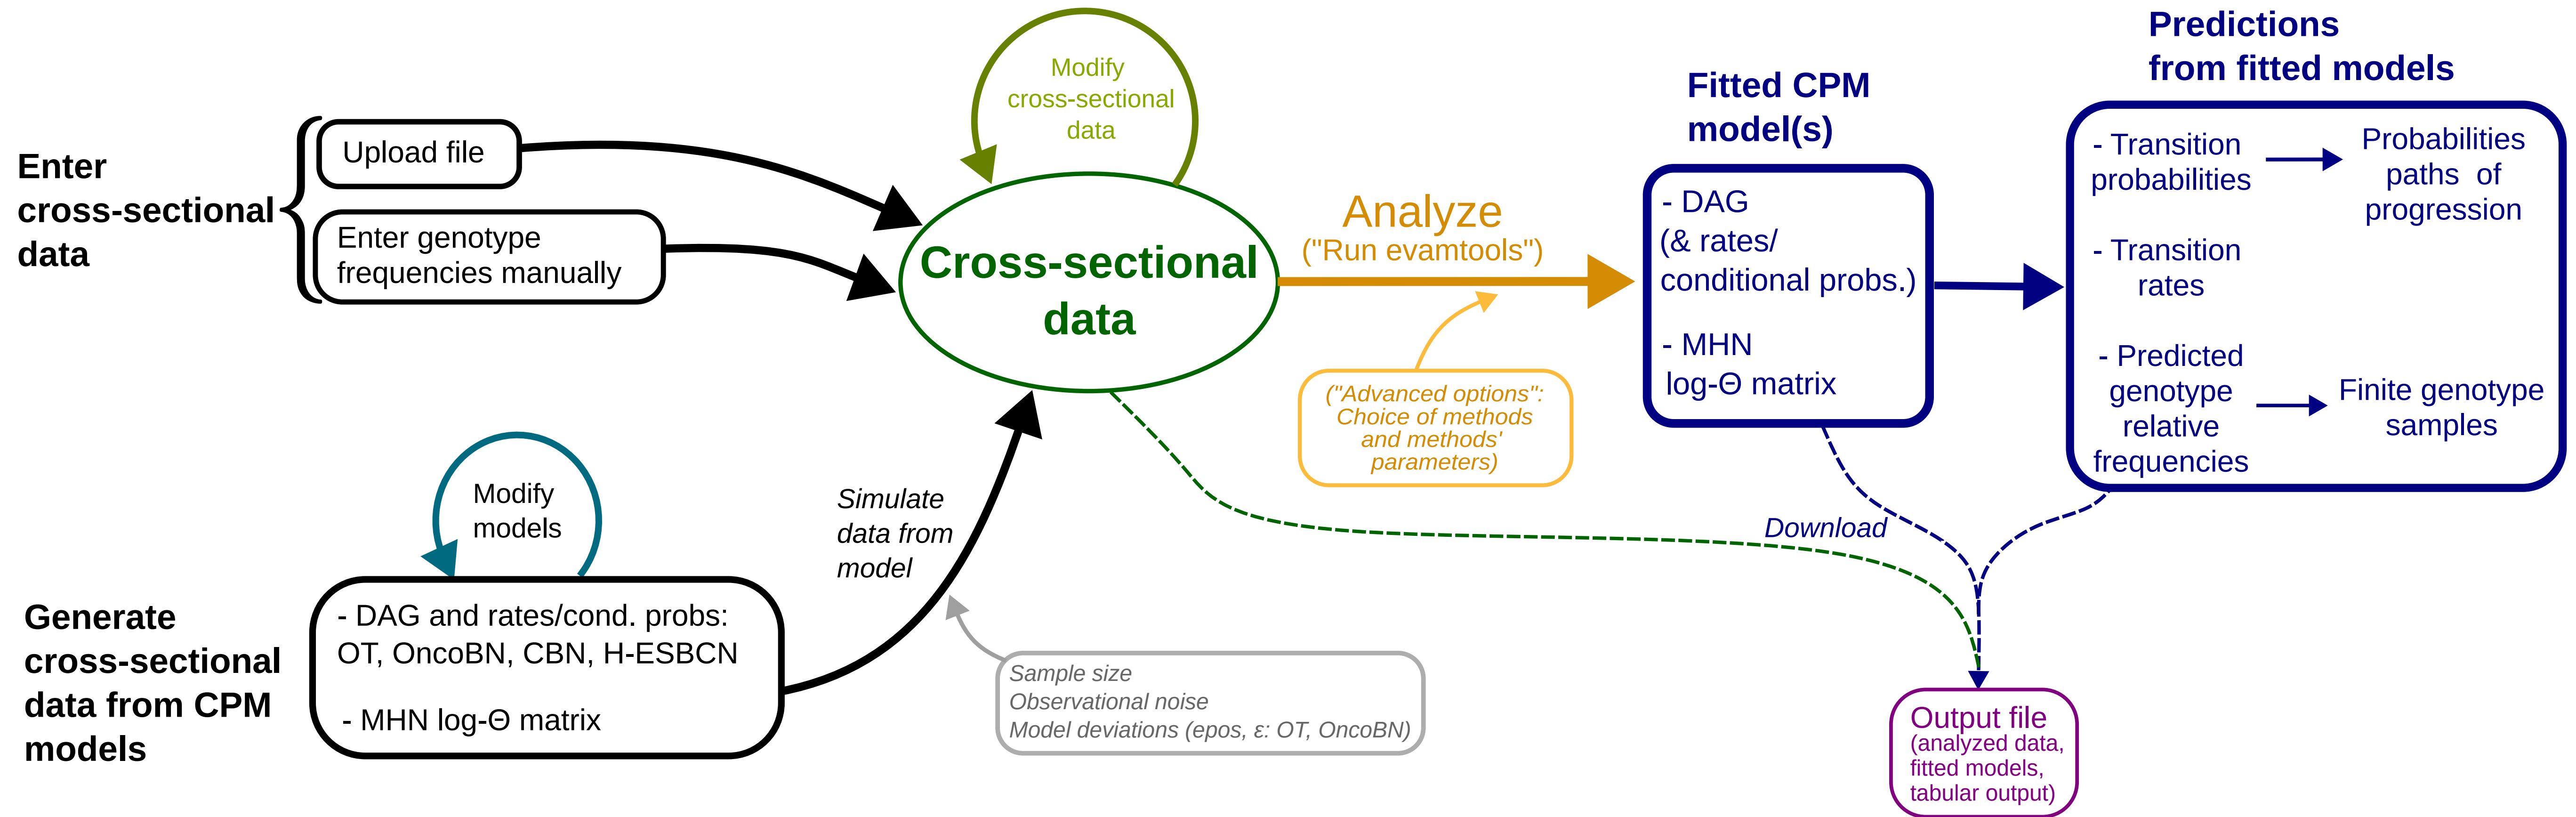 Enter
cross-sectional
data
Upload file
Enter genotype
frequencies manually
Modify
cross-sectional
data
Cross-sectional
data
Generate
cross-sectional
data from CPM
models
Modify
models
- DAG and rates/cond. probs:
OT, OncoBN, CBN, H-ESBCN
- MHN log-Θ matrix
Simulate
data from
model
Sample size
Observational noise
Model deviations (epos, ε: OT, OncoBN)
Analyze
("Run evamtools")
("Advanced options":
Choice of methods
and methods'
parameters)
Fitted CPM
model(s)
- DAG
(& rates/
conditional probs.)
- MHN
log-Θ matrix
Predictions
from fitted models
- Transition
probabilities
Probabilities
paths of
progression
- Transition
rates
- Predicted
genotype
relative
frequencies
Finite genotype
samples
Download
Output file
(analyzed data,
fitted models,
tabular output)